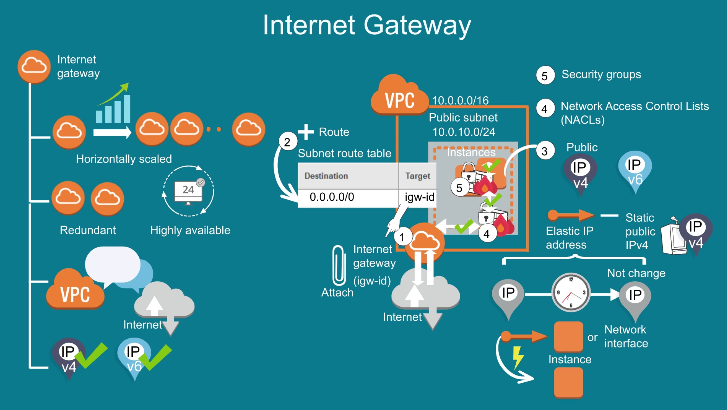 Internet Gateway
Internet
gateway
Horizontally scaled
Redundant
24
Highly available
VPC
Internet
IP
v4
IP
v6
2
Route
Subnet route table
Destination
Target
0.0.0.0/0
igw-id
VPC
10.0.0.0/16
Public subnet
10.0.10.0/24
Instances
5
4
1
Internet
gateway
(igw-id)
Attach
Internet
5
Security groups
4
Network Access Control Lists
(NACLs)
3
Public
IP
v4
IP
v6
Elastic IP
address
Static
public
IPv4
IP
v4
Not change
IP
IP
Network
interface
or
Instance